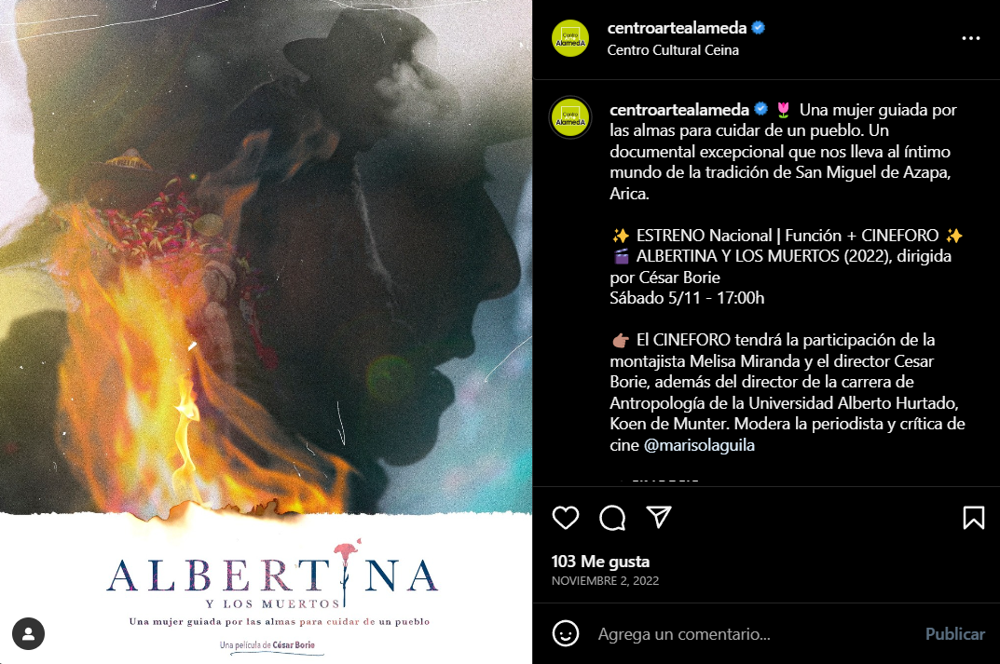 ALBERTINA
Y LOS MUERTOS
Una mujer guiada por las almas para cuidar de un pueblo
Una película de César Borie
Centro
Arte
AlamedA
centroartealameda
Centro Cultural Ceina
Centro
Arte
AlamedA
centroartealameda 🌷 Una mujer guiada por
las almas para cuidar de un pueblo. Un
documental excepcional que nos lleva al íntimo
mundo de la tradición de San Miguel de Azapa,
Arica.
✨ ESTRENO Nacional | Función + CINEFORO ✨
🎬 ALBERTINA Y LOS MUERTOS (2022), dirigida
por César Borie
Sábado 5/11 - 17:00h
👉🏽 El CINEFORO tendrá la participación de la
montajista Melisa Miranda y el director Cesar
Borie, además del director de la carrera de
Antropología de la Universidad Alberto Hurtado,
Koen de Munter. Modera la periodista y crítica de
cine @marisolaguila
103 Me gusta
NOVIEMBRE 2, 2022
Agrega un comentario...
Publicar